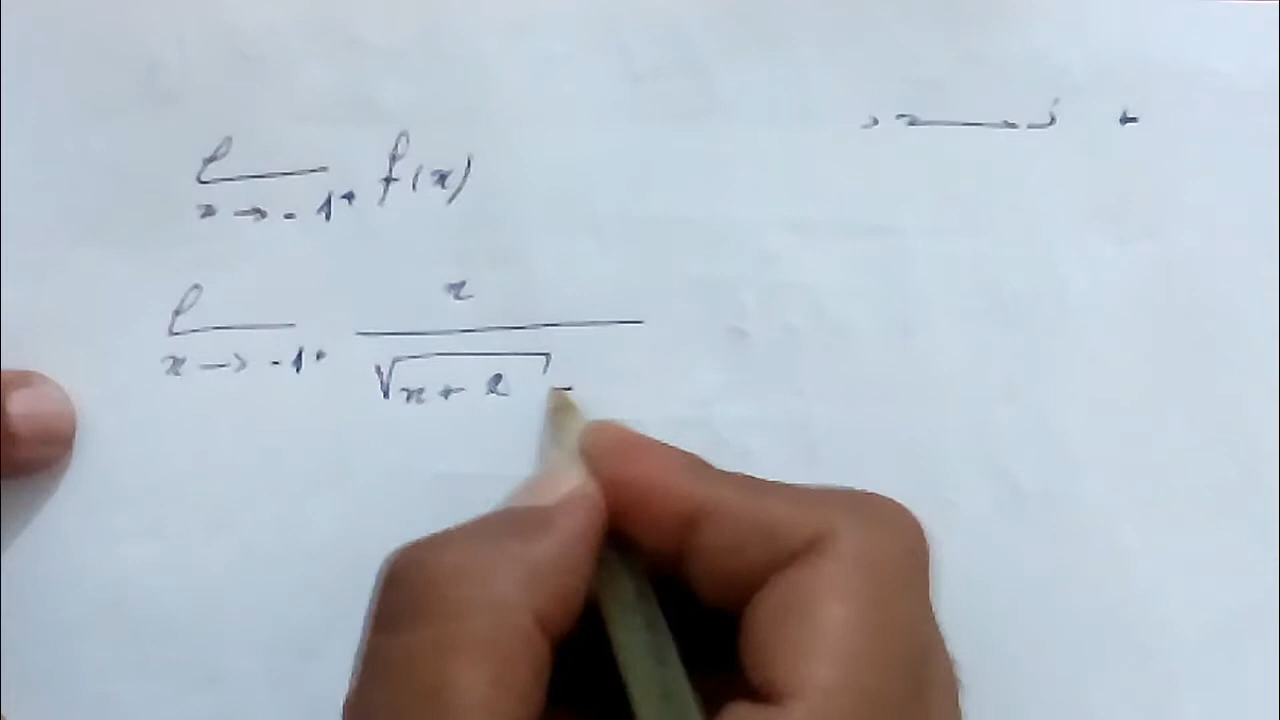 lim x → -1⁺ f(x)
lim x → -1⁺ x / √(x + 2) -